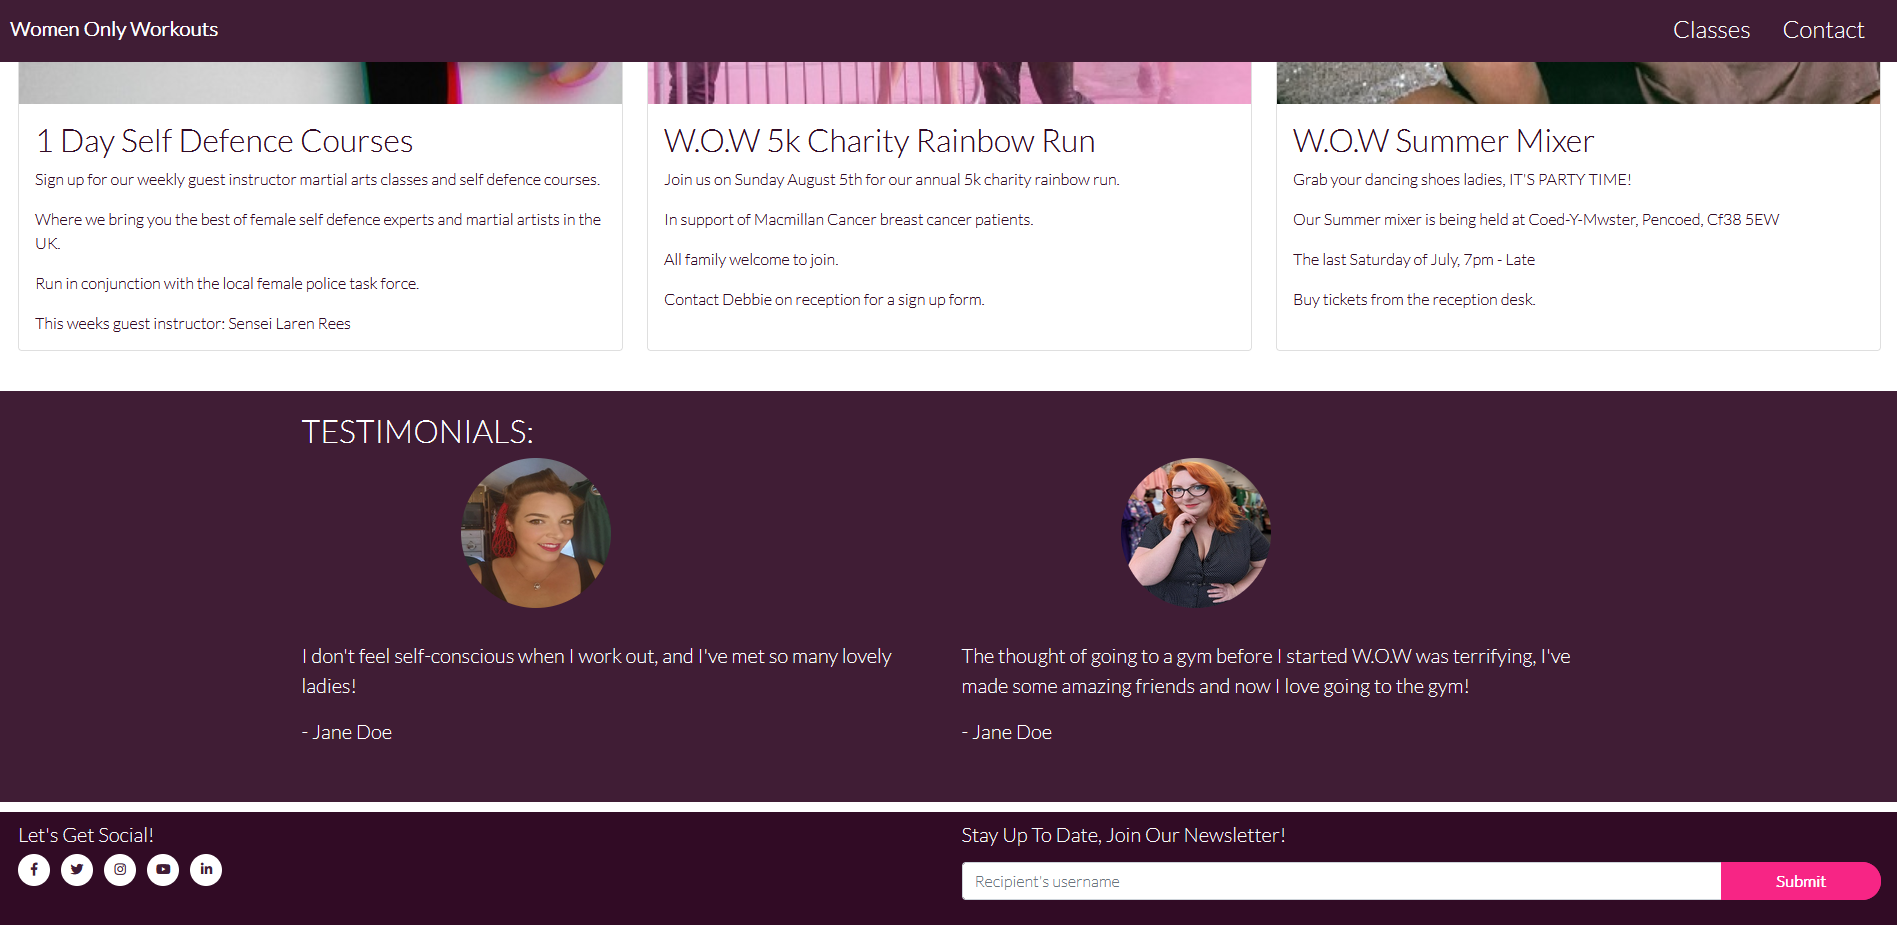 Women Only Workouts
Classes
Contact
1 Day Self Defence Courses
Sign up for our weekly guest instructor martial arts classes and self defence courses.
Where we bring you the best of female self defence experts and martial artists in the
UK.
Run in conjunction with the local female police task force.
This weeks guest instructor: Sensei Laren Rees
W.O.W 5k Charity Rainbow Run
Join us on Sunday August 5th for our annual 5k charity rainbow run.
In support of Macmillan Cancer breast cancer patients.
All family welcome to join.
Contact Debbie on reception for a sign up form.
W.O.W Summer Mixer
Grab your dancing shoes ladies, IT'S PARTY TIME!
Our Summer mixer is being held at Coed-Y-Mwster, Pencoed, Cf38 5EW
The last Saturday of July, 7pm - Late
Buy tickets from the reception desk.
TESTIMONIALS:
I don't feel self-conscious when I work out, and I've met so many lovely
ladies!
- Jane Doe
The thought of going to a gym before I started W.O.W was terrifying, I've
made some amazing friends and now I love going to the gym!
- Jane Doe
Let's Get Social!
Stay Up To Date, Join Our Newsletter!
Recipient's username
Submit